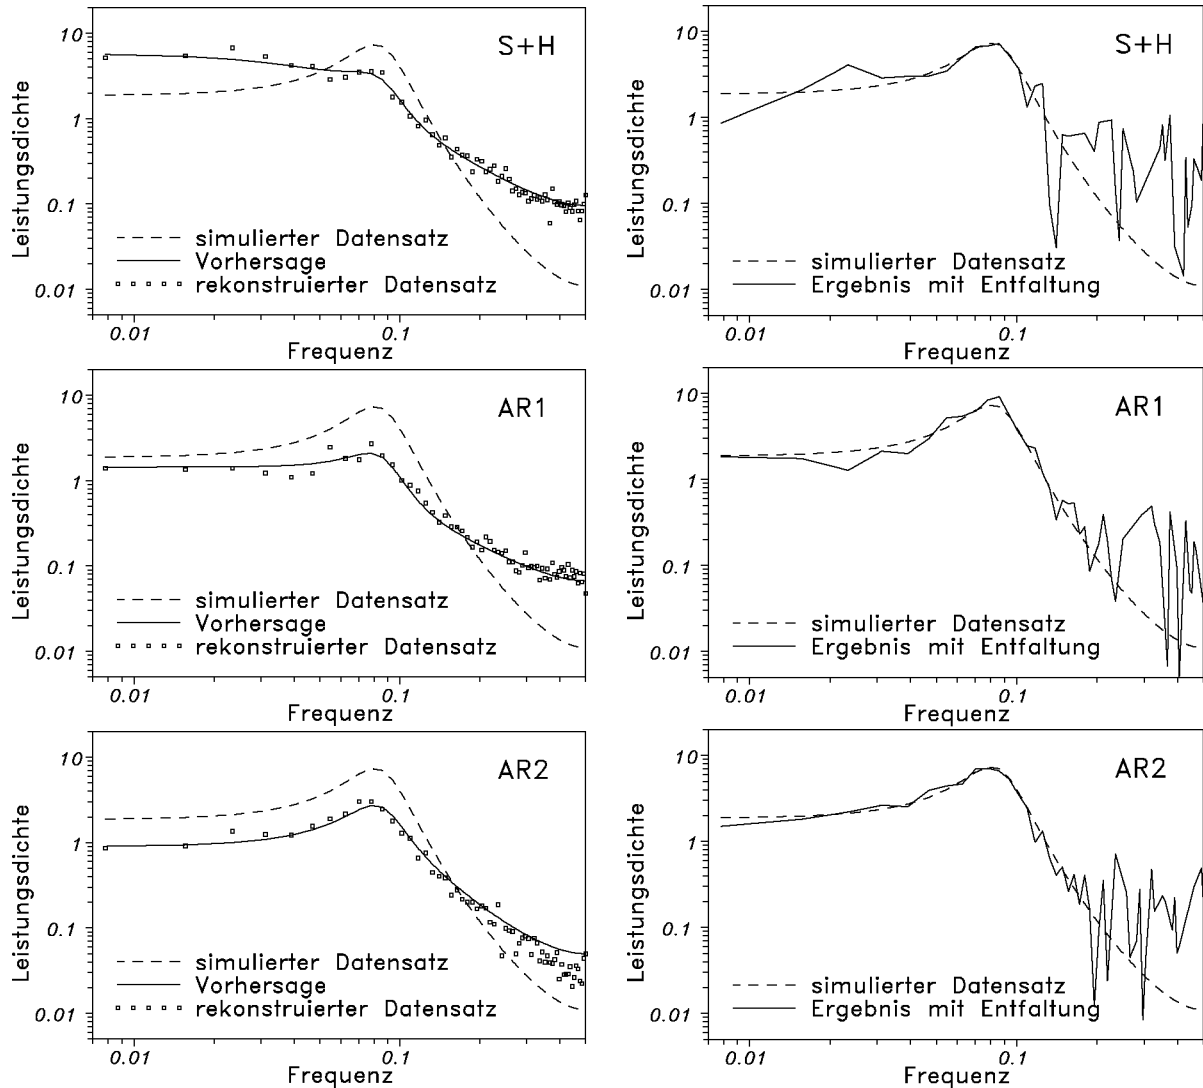 S+H
10
1
0.1
0.01
Leistungsdichte
simulierter Datensatz
Vorhersage
rekonstruierter Datensatz
0.01 0.1
Frequenz
S+H
10
1
0.1
0.01
Leistungsdichte
simulierter Datensatz
Ergebnis mit Entfaltung
0.01 0.1
Frequenz
AR1
10
1
0.1
0.01
Leistungsdichte
simulierter Datensatz
Vorhersage
rekonstruierter Datensatz
0.01 0.1
Frequenz
AR1
10
1
0.1
0.01
Leistungsdichte
simulierter Datensatz
Ergebnis mit Entfaltung
0.01 0.1
Frequenz
AR2
10
1
0.1
0.01
Leistungsdichte
simulierter Datensatz
Vorhersage
rekonstruierter Datensatz
0.01 0.1
Frequenz
AR2
10
1
0.1
0.01
Leistungsdichte
simulierter Datensatz
Ergebnis mit Entfaltung
0.01 0.1
Frequenz